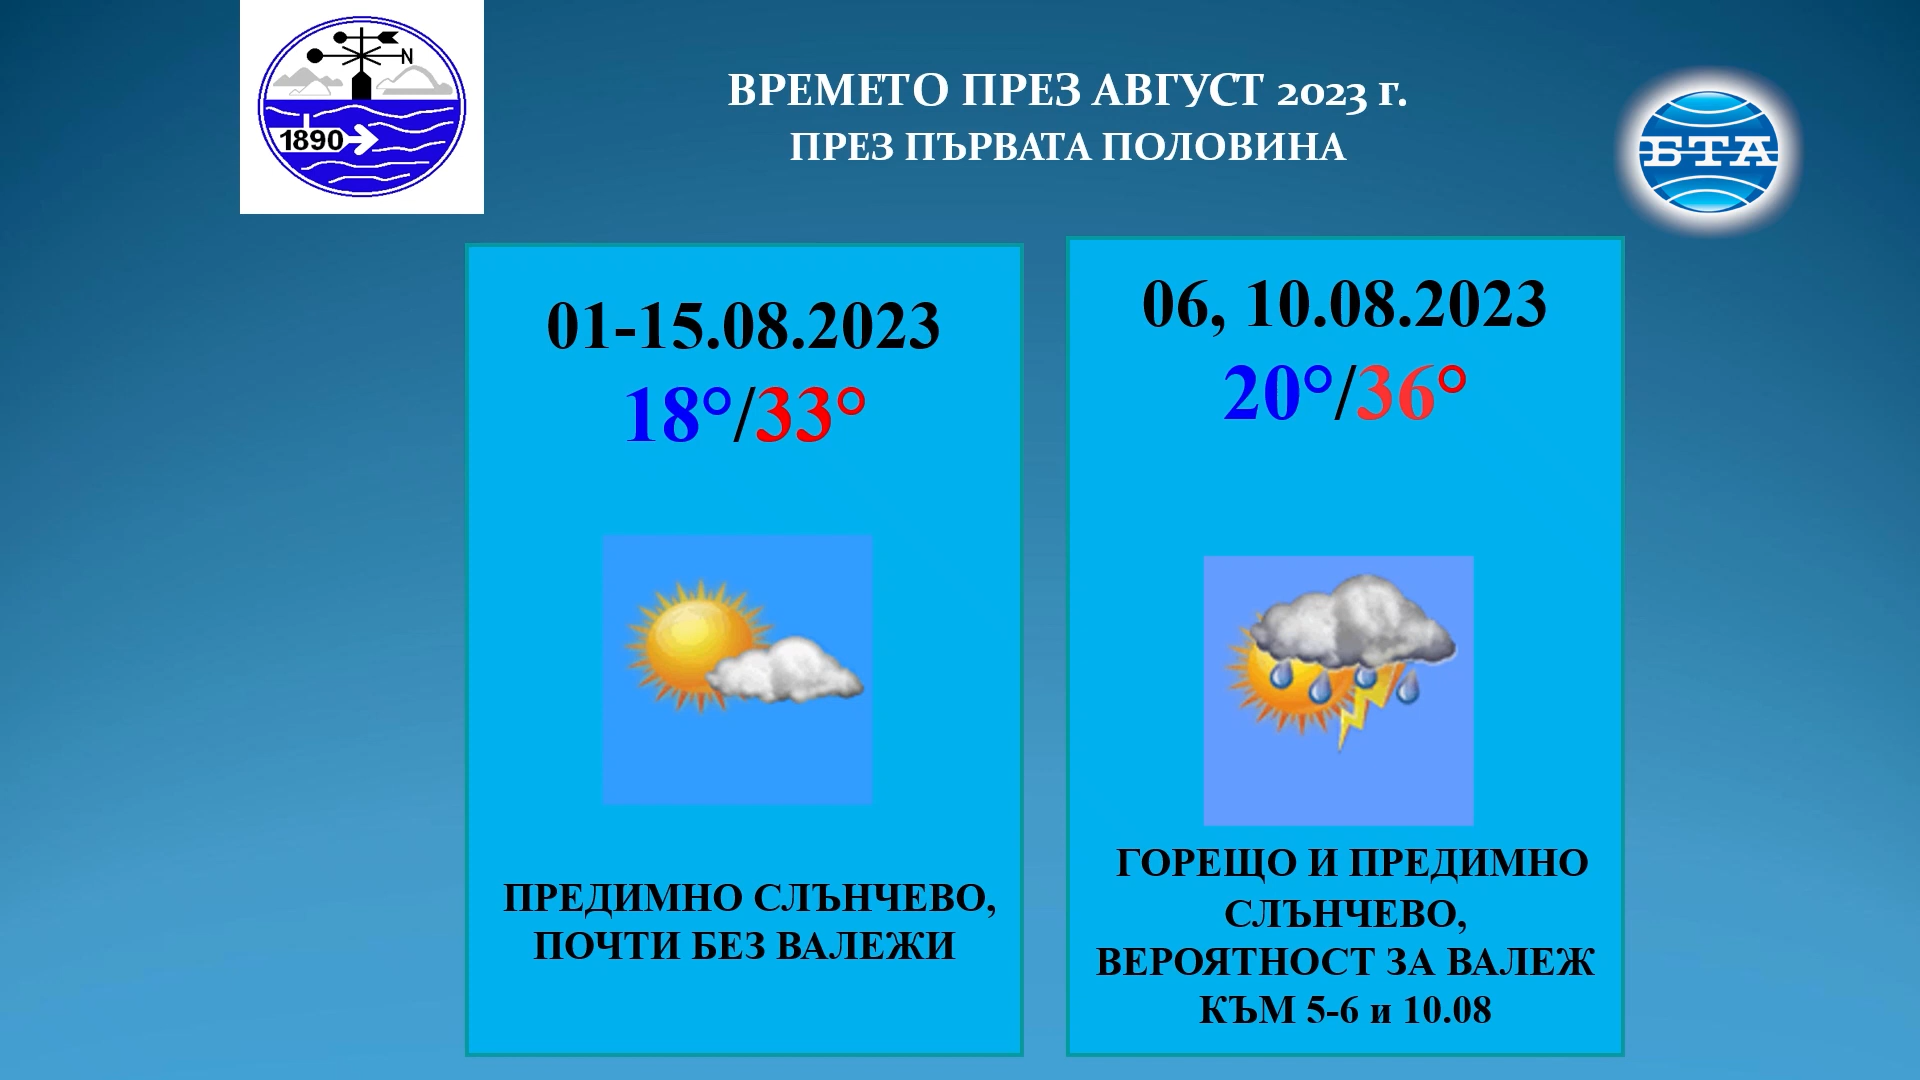 N
1890
ВРЕМЕТО ПРЕЗ АВГУСТ 2023 г.
ПРЕЗ ПЪРВАТА ПОЛОВИНА
БТА
01-15.08.2023
18°/33°
ПРЕДИМНО СЛЪНЧЕВО,
ПОЧТИ БЕЗ ВАЛЕЖИ
06, 10.08.2023
20°/36°
ГОРЕЩО И ПРЕДИМНО
СЛЪНЧЕВО,
ВЕРОЯТНОСТ ЗА ВАЛЕЖ
КЪМ 5-6 и 10.08